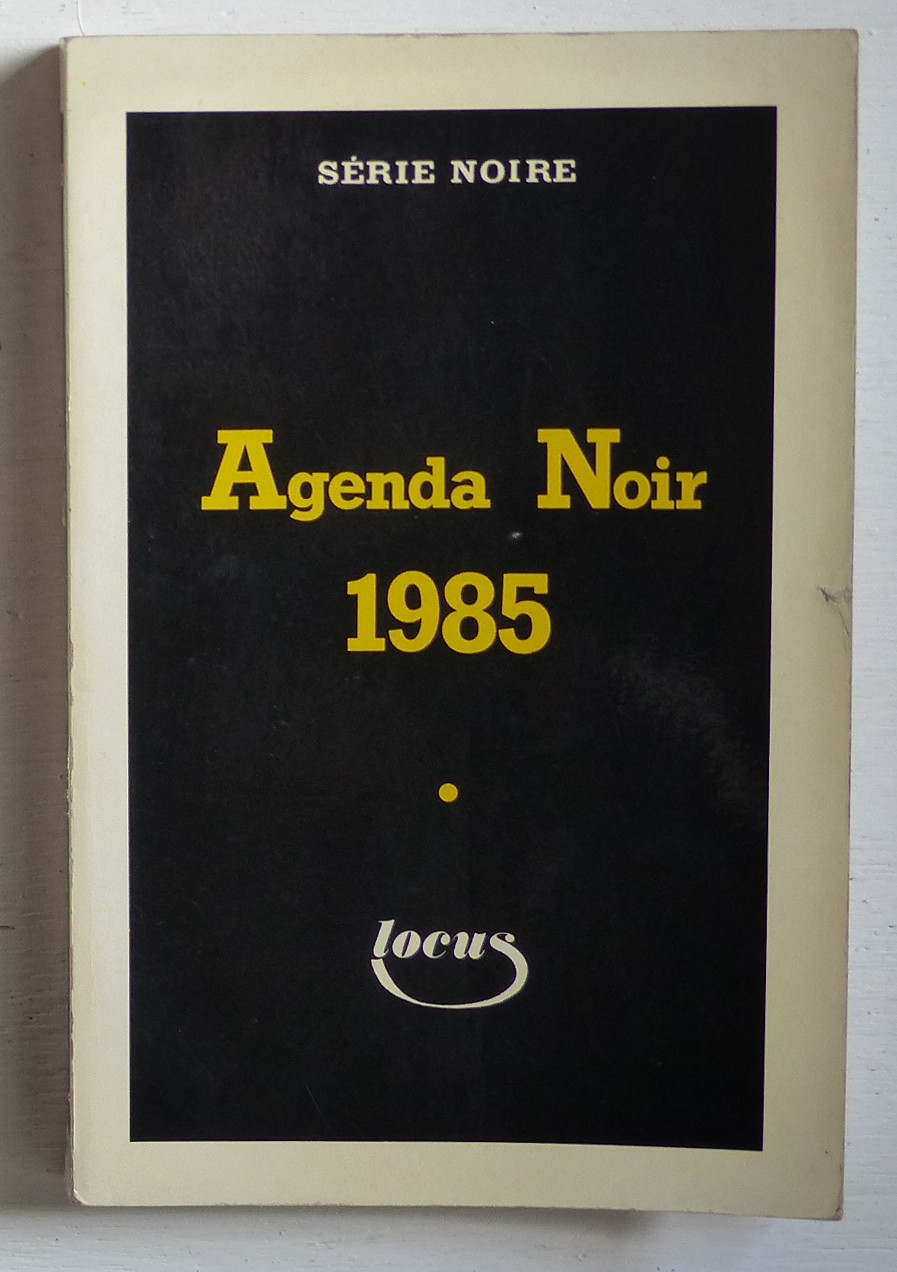 SÉRIE NOIRE
Agenda Noir
1985
locus